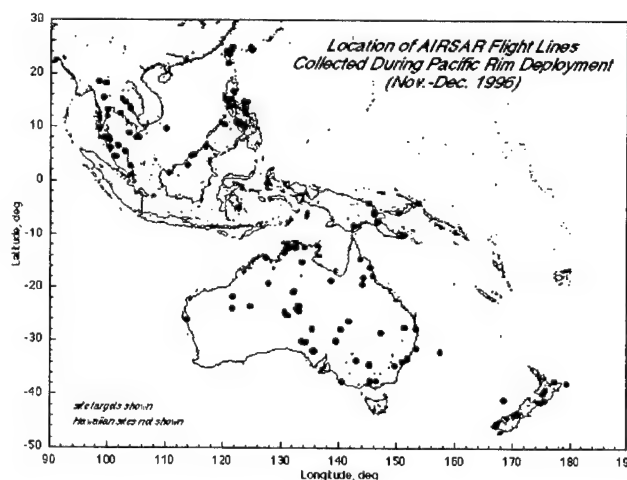 Location of AIRSAR Flight Lines
Collected During Pacific Rim Deployment
(Nov.-Dec. 1996)
30
20
10
0
-10
-20
-30
-40
-50
Latitude, deg
site targets shown
Hawaiian sites not shown
90 100 110 120 130 140 150 160 170 180 190
Longitude, deg